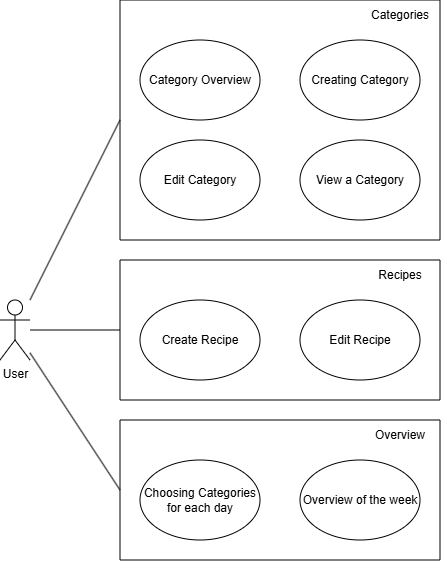 Categories
Category Overview
Creating Category
Edit Category
View a Category
Recipes
Create Recipe
Edit Recipe
User
Overview
Choosing Categories
for each day
Overview of the week